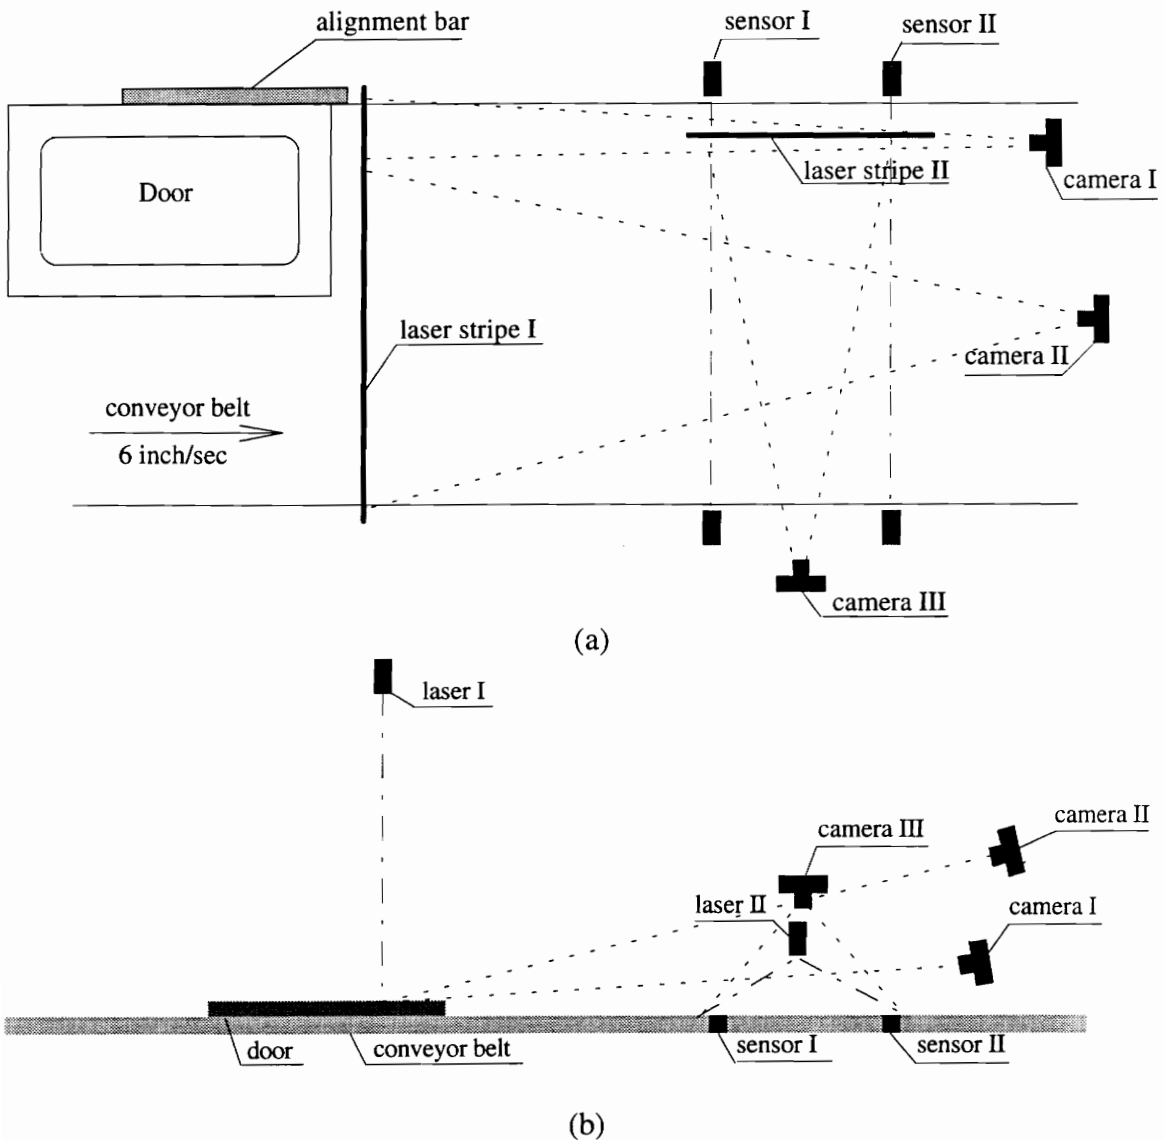 alignment bar
sensor I
sensor II
laser stripe II
camera I
Door
laser stripe I
camera II
conveyor belt
6 inch/sec
camera III
(a)
laser I
camera II
camera III
laser II
camera I
door
conveyor belt
sensor I
sensor II
(b)